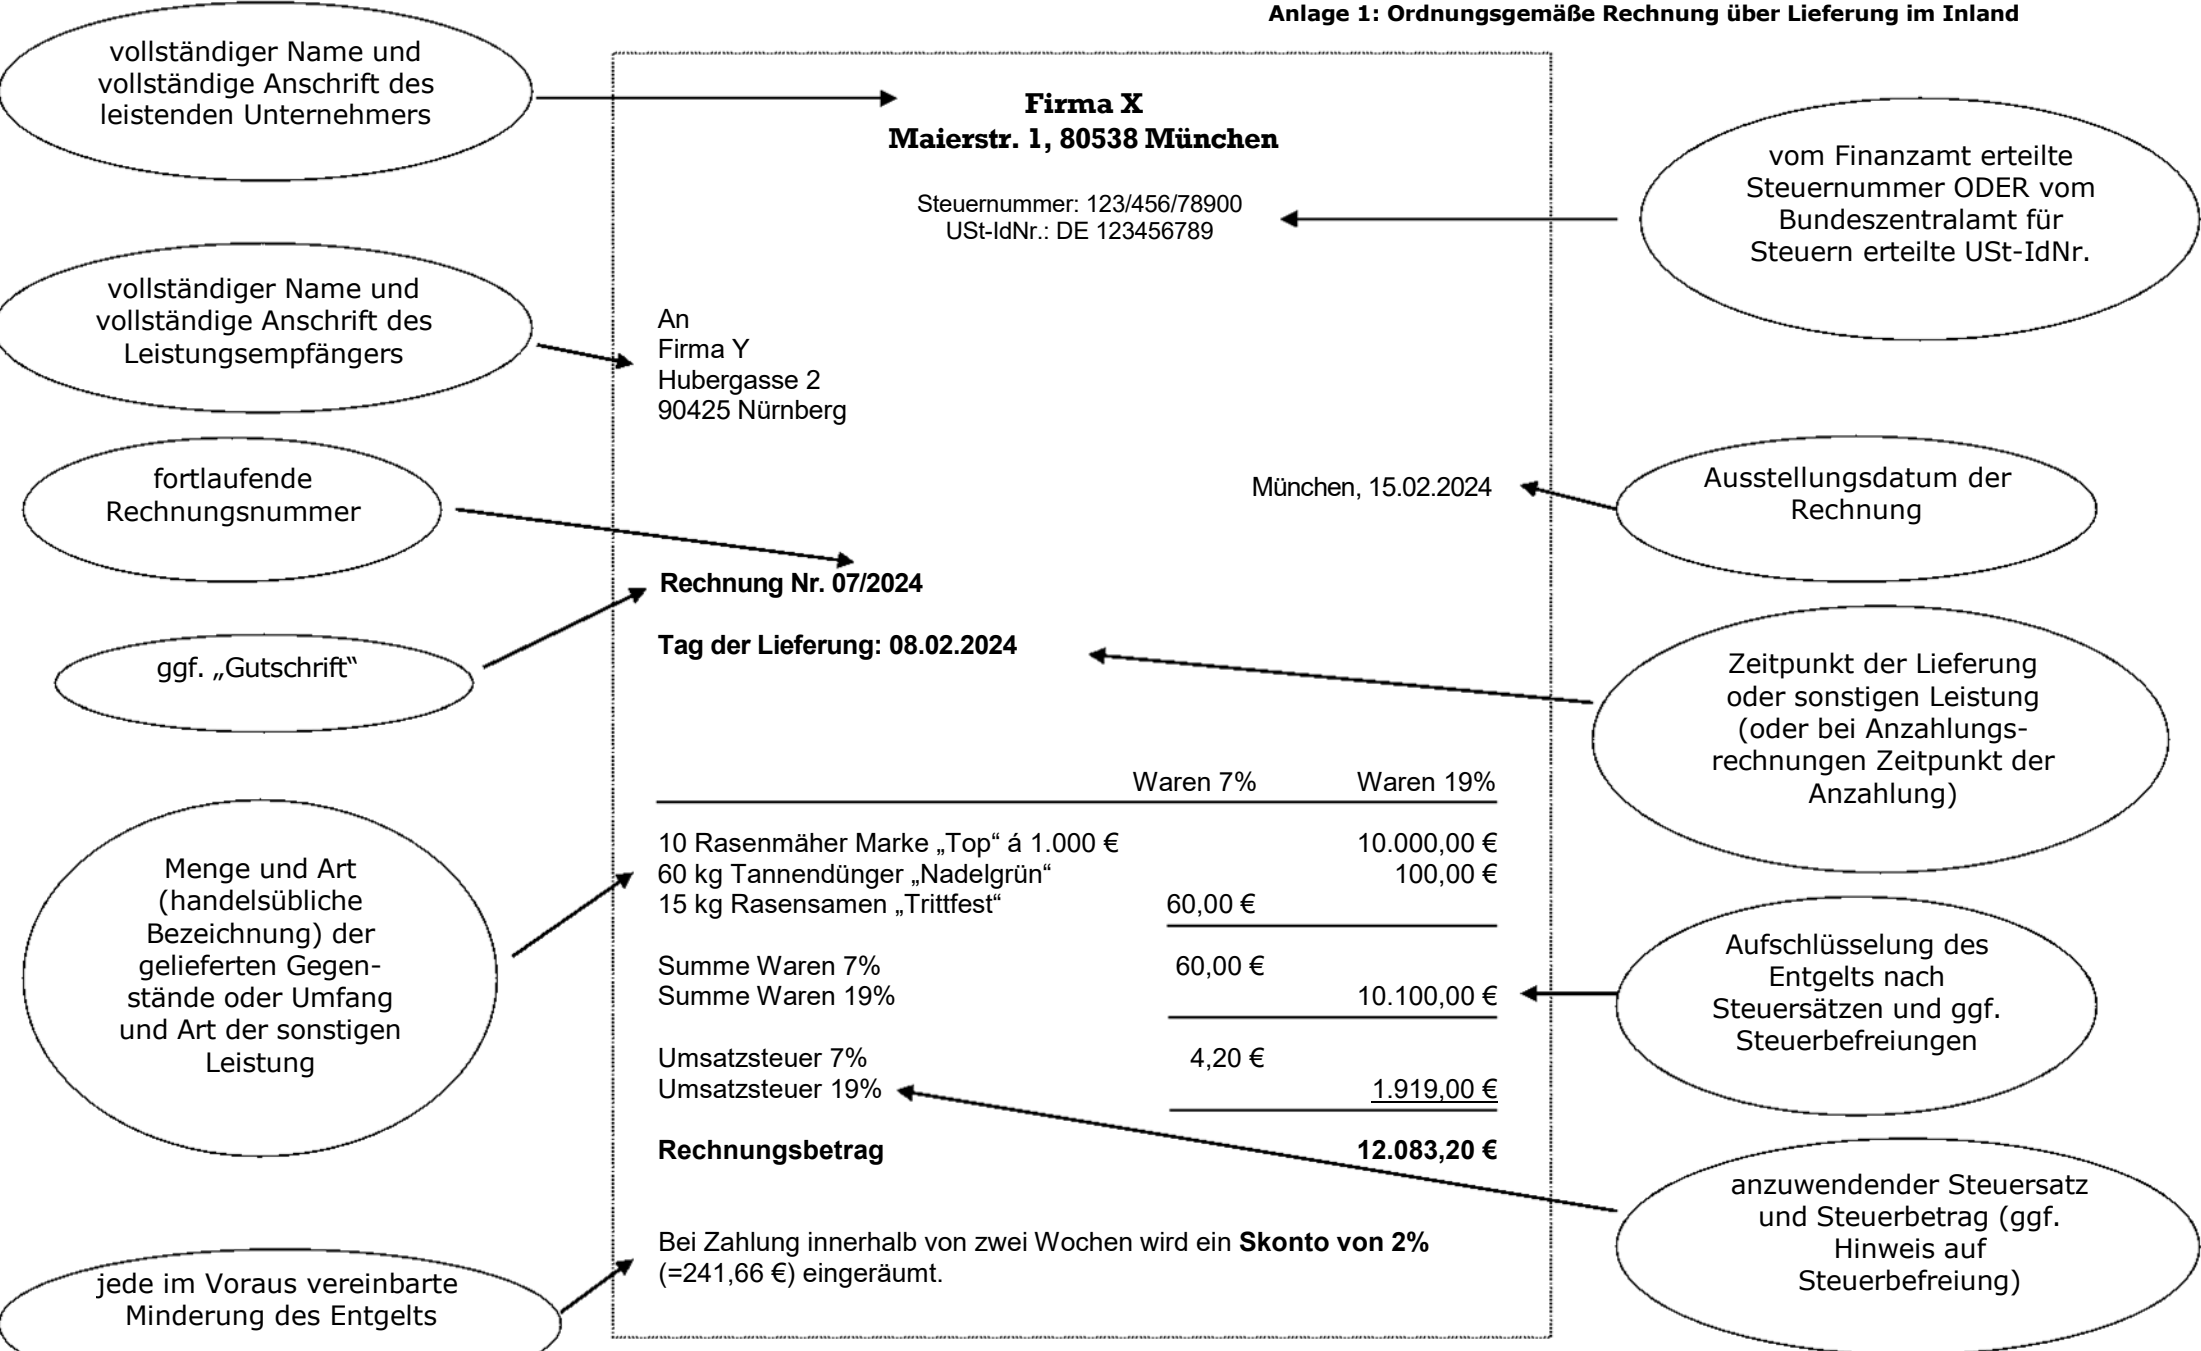 Anlage 1: Ordnungsgemäße Rechnung über Lieferung im Inland
vollständiger Name und
vollständige Anschrift des
leistenden Unternehmers
Firma X
Maierstr. 1, 80538 München
Steuernummer: 123/456/78900
USt-IdNr.: DE 123456789
vom Finanzamt erteilte
Steuernummer ODER vom
Bundeszentralamt für
Steuern erteilte USt-IdNr.
vollständiger Name und
vollständige Anschrift des
Leistungsempfängers
An
Firma Y
Hubergasse 2
90425 Nürnberg
fortlaufende
Rechnungsnummer
München, 15.02.2024
Ausstellungsdatum der
Rechnung
Rechnung Nr. 07/2024
ggf. „Gutschrift“
Tag der Lieferung: 08.02.2024
Zeitpunkt der Lieferung
oder sonstigen Leistung
(oder bei Anzahlungs-
rechnungen Zeitpunkt der
Anzahlung)
Waren 7% Waren 19%
10 Rasenmäher Marke „Top“ á 1.000 € 10.000,00 €
60 kg Tannendünger „Nadelgrün“ 100,00 €
15 kg Rasensamen „Trittfest“ 60,00 €
Menge und Art
(handelsübliche
Bezeichnung) der
gelieferten Gegen-
stände oder Umfang
und Art der sonstigen
Leistung
Summe Waren 7% 60,00 €
Summe Waren 19% 10.100,00 €
Aufschlüsselung des
Entgelts nach
Steuersätzen und ggf.
Steuerbefreiungen
Umsatzsteuer 7% 4,20 €
Umsatzsteuer 19% 1.919,00 €
Rechnungsbetrag 12.083,20 €
anzuwendender Steuersatz
und Steuerbetrag (ggf.
Hinweis auf
Steuerbefreiung)
Bei Zahlung innerhalb von zwei Wochen wird ein Skonto von 2%
(=241,66 €) eingeräumt.
jede im Voraus vereinbarte
Minderung des Entgelts